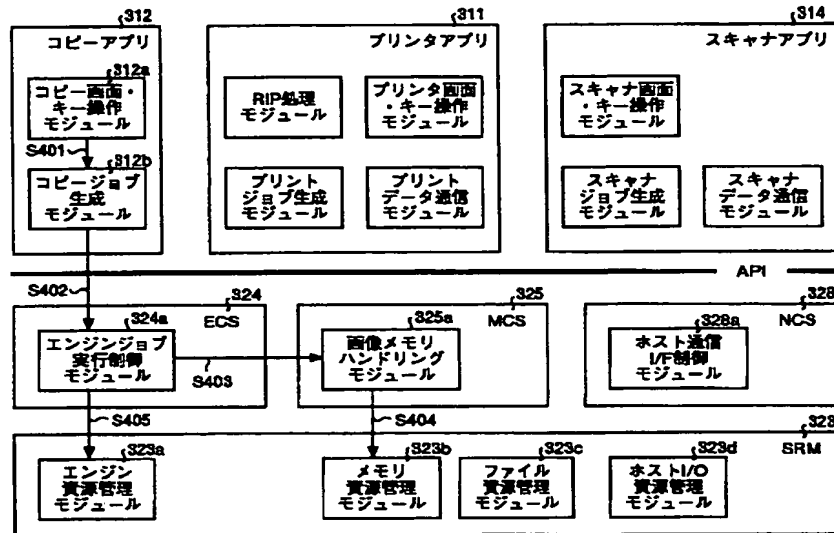 312
コピーアプリ
312a
コピー画面・
キー操作
モジュール
S401
312b
コピージョブ
生成
モジュール
311
プリンタアプリ
RIP処理
モジュール
プリンタ画面
・キー操作
モジュール
プリント
ジョブ生成
モジュール
プリント
データ通信
モジュール
314
スキャナアプリ
スキャナ画面
・キー操作
モジュール
スキャナ
ジョブ生成
モジュール
スキャナ
データ通信
モジュール
API
S402
324
ECS
324a
エンジンジョブ
実行制御
モジュール
S403
325
MCS
325a
画像メモリ
ハンドリング
モジュール
328
NCS
328a
ホスト通信
I/F制御
モジュール
S405
S404
323
SRM
323a
エンジン
資源管理
モジュール
323b
メモリ
資源管理
モジュール
323c
ファイル
資源管理
モジュール
323d
ホストI/O
資源管理
モジュール